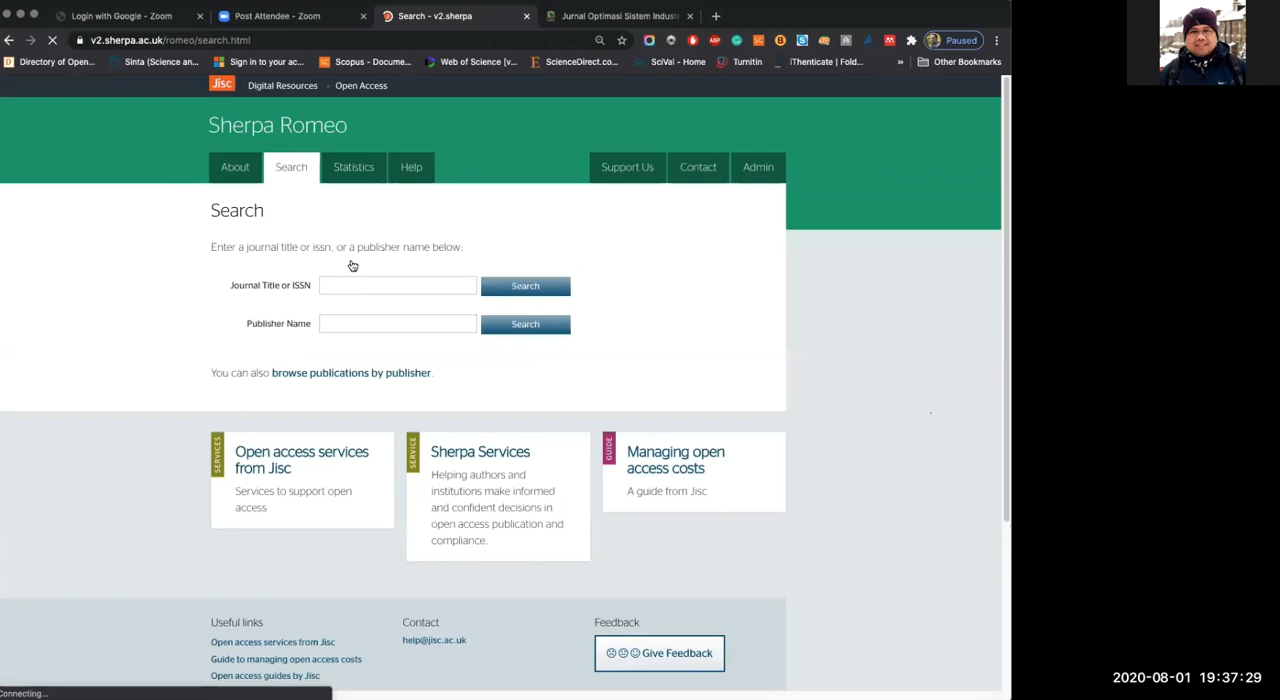 Login with Google - Zoom
Post Attendee - Zoom
Search - v2.sherpa
Jurnal Optimasi Sistem Industri
v2.sherpa.ac.uk/romeo/search.html
Paused
Directory of Open...
Sinta (Science an...
Sign in to your ac...
Scopus - Docume...
Web of Science [v...
ScienceDirect.co...
SciVal - Home
Turnitin
iThenticate | Fold...
»
Other Bookmarks
Jisc
Digital Resources
Open Access
Sherpa Romeo
About
Search
Statistics
Help
Support Us
Contact
Admin
Search
Enter a journal title or issn, or a publisher name below:
Journal Title or ISSN
Search
Publisher Name
Search
You can also browse publications by publisher.
SERVICES
Open access services
from Jisc
Services to support open
access
SERVICE
Sherpa Services
Helping authors and
institutions make informed
and confident decisions in
open access publication and
compliance.
GUIDE
Managing open
access costs
A guide from Jisc
Useful links
Open access services from Jisc
Guide to managing open access costs
Open access guides by Jisc
Contact
help@jisc.ac.uk
Feedback
Give Feedback
Connecting...
2020-08-01 19:37:29